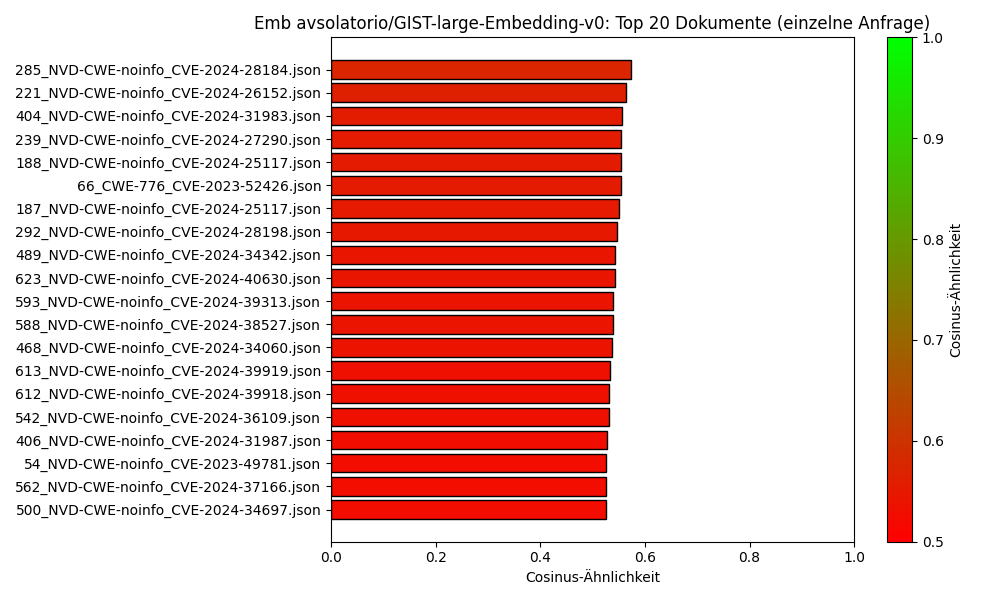 Emb avsolatorio/GIST-large-Embedding-v0: Top 20 Dokumente (einzelne Anfrage)
285_NVD-CWE-noinfo_CVE-2024-28184.json
221_NVD-CWE-noinfo_CVE-2024-26152.json
404_NVD-CWE-noinfo_CVE-2024-31983.json
239_NVD-CWE-noinfo_CVE-2024-27290.json
188_NVD-CWE-noinfo_CVE-2024-25117.json
66_CWE-776_CVE-2023-52426.json
187_NVD-CWE-noinfo_CVE-2024-25117.json
292_NVD-CWE-noinfo_CVE-2024-28198.json
489_NVD-CWE-noinfo_CVE-2024-34342.json
623_NVD-CWE-noinfo_CVE-2024-40630.json
593_NVD-CWE-noinfo_CVE-2024-39313.json
588_NVD-CWE-noinfo_CVE-2024-38527.json
468_NVD-CWE-noinfo_CVE-2024-34060.json
613_NVD-CWE-noinfo_CVE-2024-39919.json
612_NVD-CWE-noinfo_CVE-2024-39918.json
542_NVD-CWE-noinfo_CVE-2024-36109.json
406_NVD-CWE-noinfo_CVE-2024-31987.json
54_NVD-CWE-noinfo_CVE-2023-49781.json
562_NVD-CWE-noinfo_CVE-2024-37166.json
500_NVD-CWE-noinfo_CVE-2024-34697.json
0.0 0.2 0.4 0.6 0.8 1.0
Cosinus-Ähnlichkeit
1.0
0.9
0.8
0.7
0.6
0.5
Cosinus-Ähnlichkeit